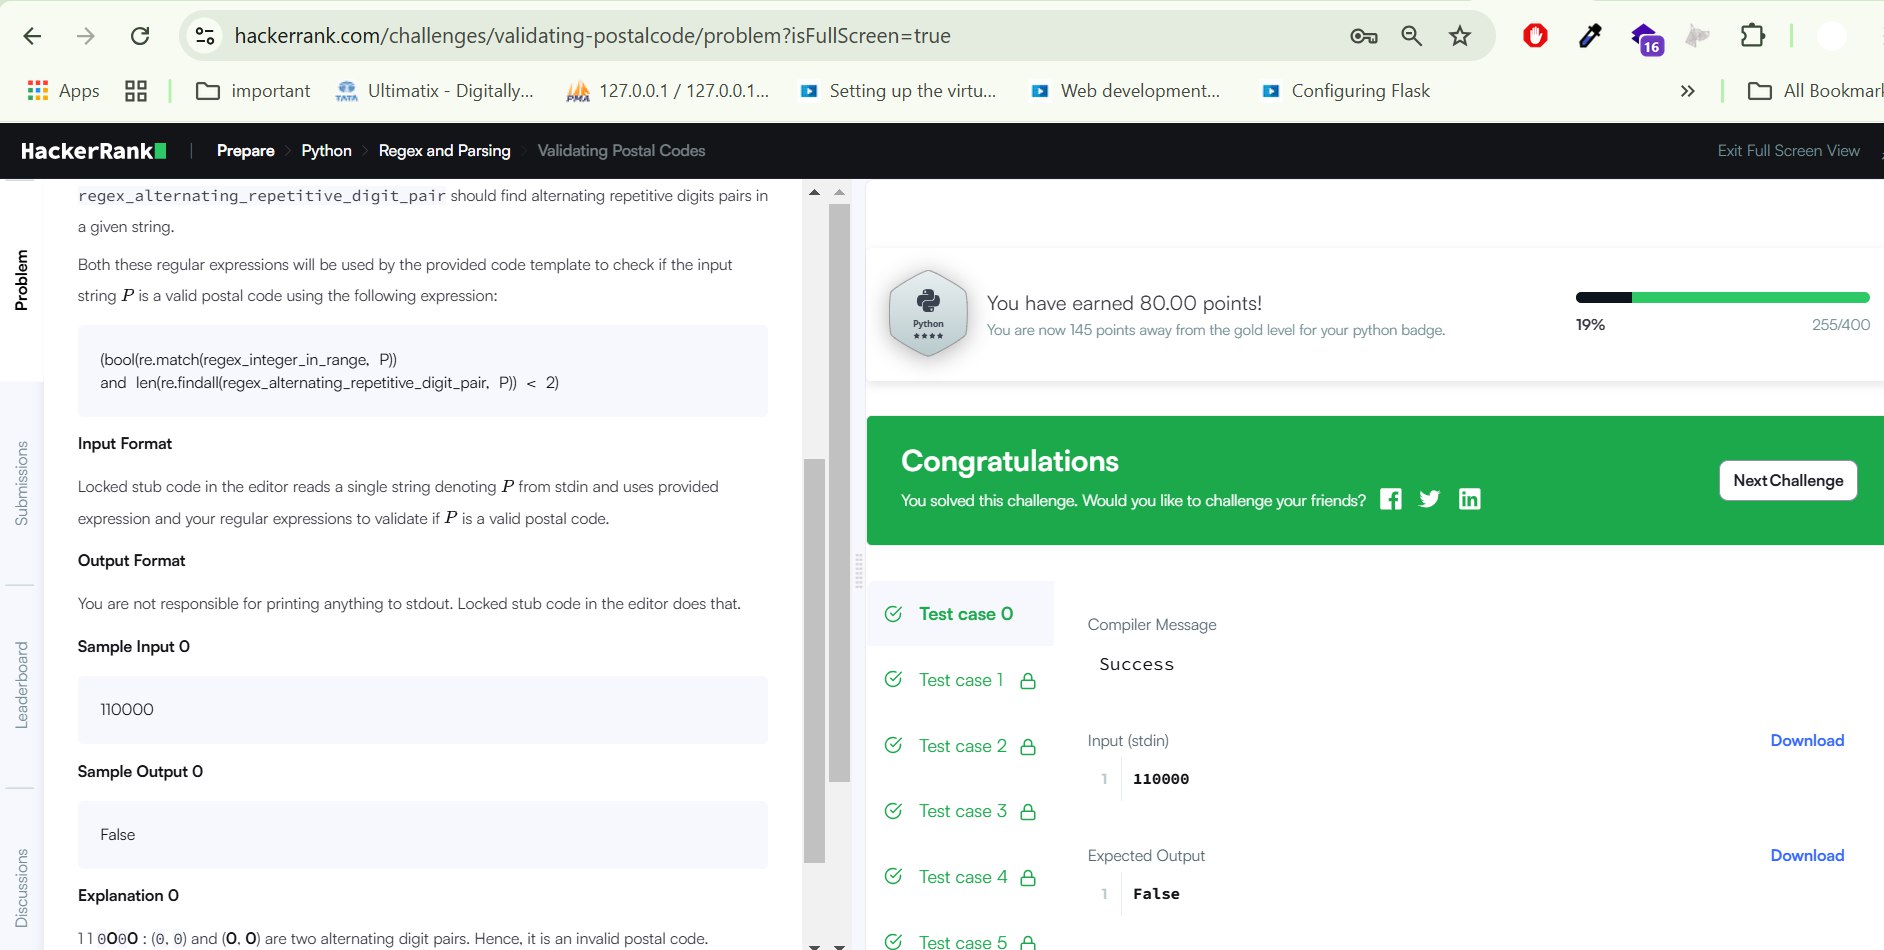 hackerrank.com/challenges/validating-postalcode/problem?isFullScreen=true
16
Apps
important
TATA
Ultimatix - Digitally...
PMA
127.0.0.1 / 127.0.0.1...
Setting up the virtu...
Web development...
Configuring Flask
»
All Bookmark
HackerRank
Prepare > Python > Regex and Parsing > Validating Postal Codes
Exit Full Screen View
Problem
Submissions
Leaderboard
Discussions
regex_alternating_repetitive_digit_pair should find alternating repetitive digits pairs in
a given string.
Both these regular expressions will be used by the provided code template to check if the input
string P is a valid postal code using the following expression:
(bool(re.match(regex_integer_in_range, P))
and len(re.findall(regex_alternating_repetitive_digit_pair, P)) < 2)
Input Format
Locked stub code in the editor reads a single string denoting P from stdin and uses provided
expression and your regular expressions to validate if P is a valid postal code.
Output Format
You are not responsible for printing anything to stdout. Locked stub code in the editor does that.
Sample Input 0
110000
Sample Output 0
False
Explanation 0
1 1 0000 : (0, 0) and (0, 0) are two alternating digit pairs. Hence, it is an invalid postal code.
Python
★★★★
You have earned 80.00 points!
You are now 145 points away from the gold level for your python badge.
19%
255/400
Congratulations
You solved this challenge. Would you like to challenge your friends?
Next Challenge
Test case 0
Test case 1
Test case 2
Test case 3
Test case 4
Test case 5
Compiler Message
Success
Input (stdin)
Download
1 110000
Expected Output
Download
1 False